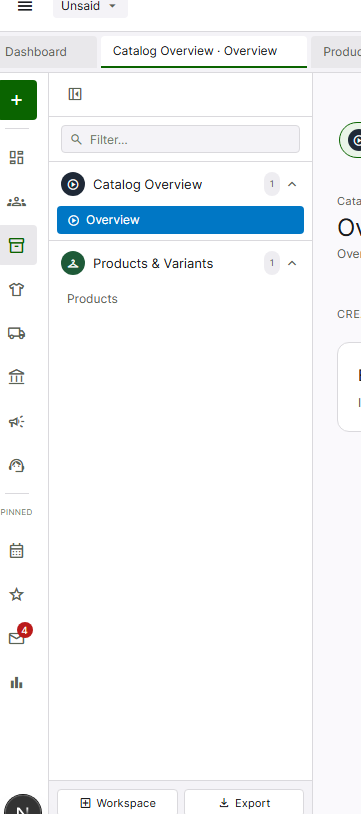 Unsaid
Dashboard
Catalog Overview · Overview
Produc
Filter...
Catalog Overview
1
Overview
Products & Variants
1
Products
Cata
Ov
Over
CRE
PINNED
4
Workspace
Export